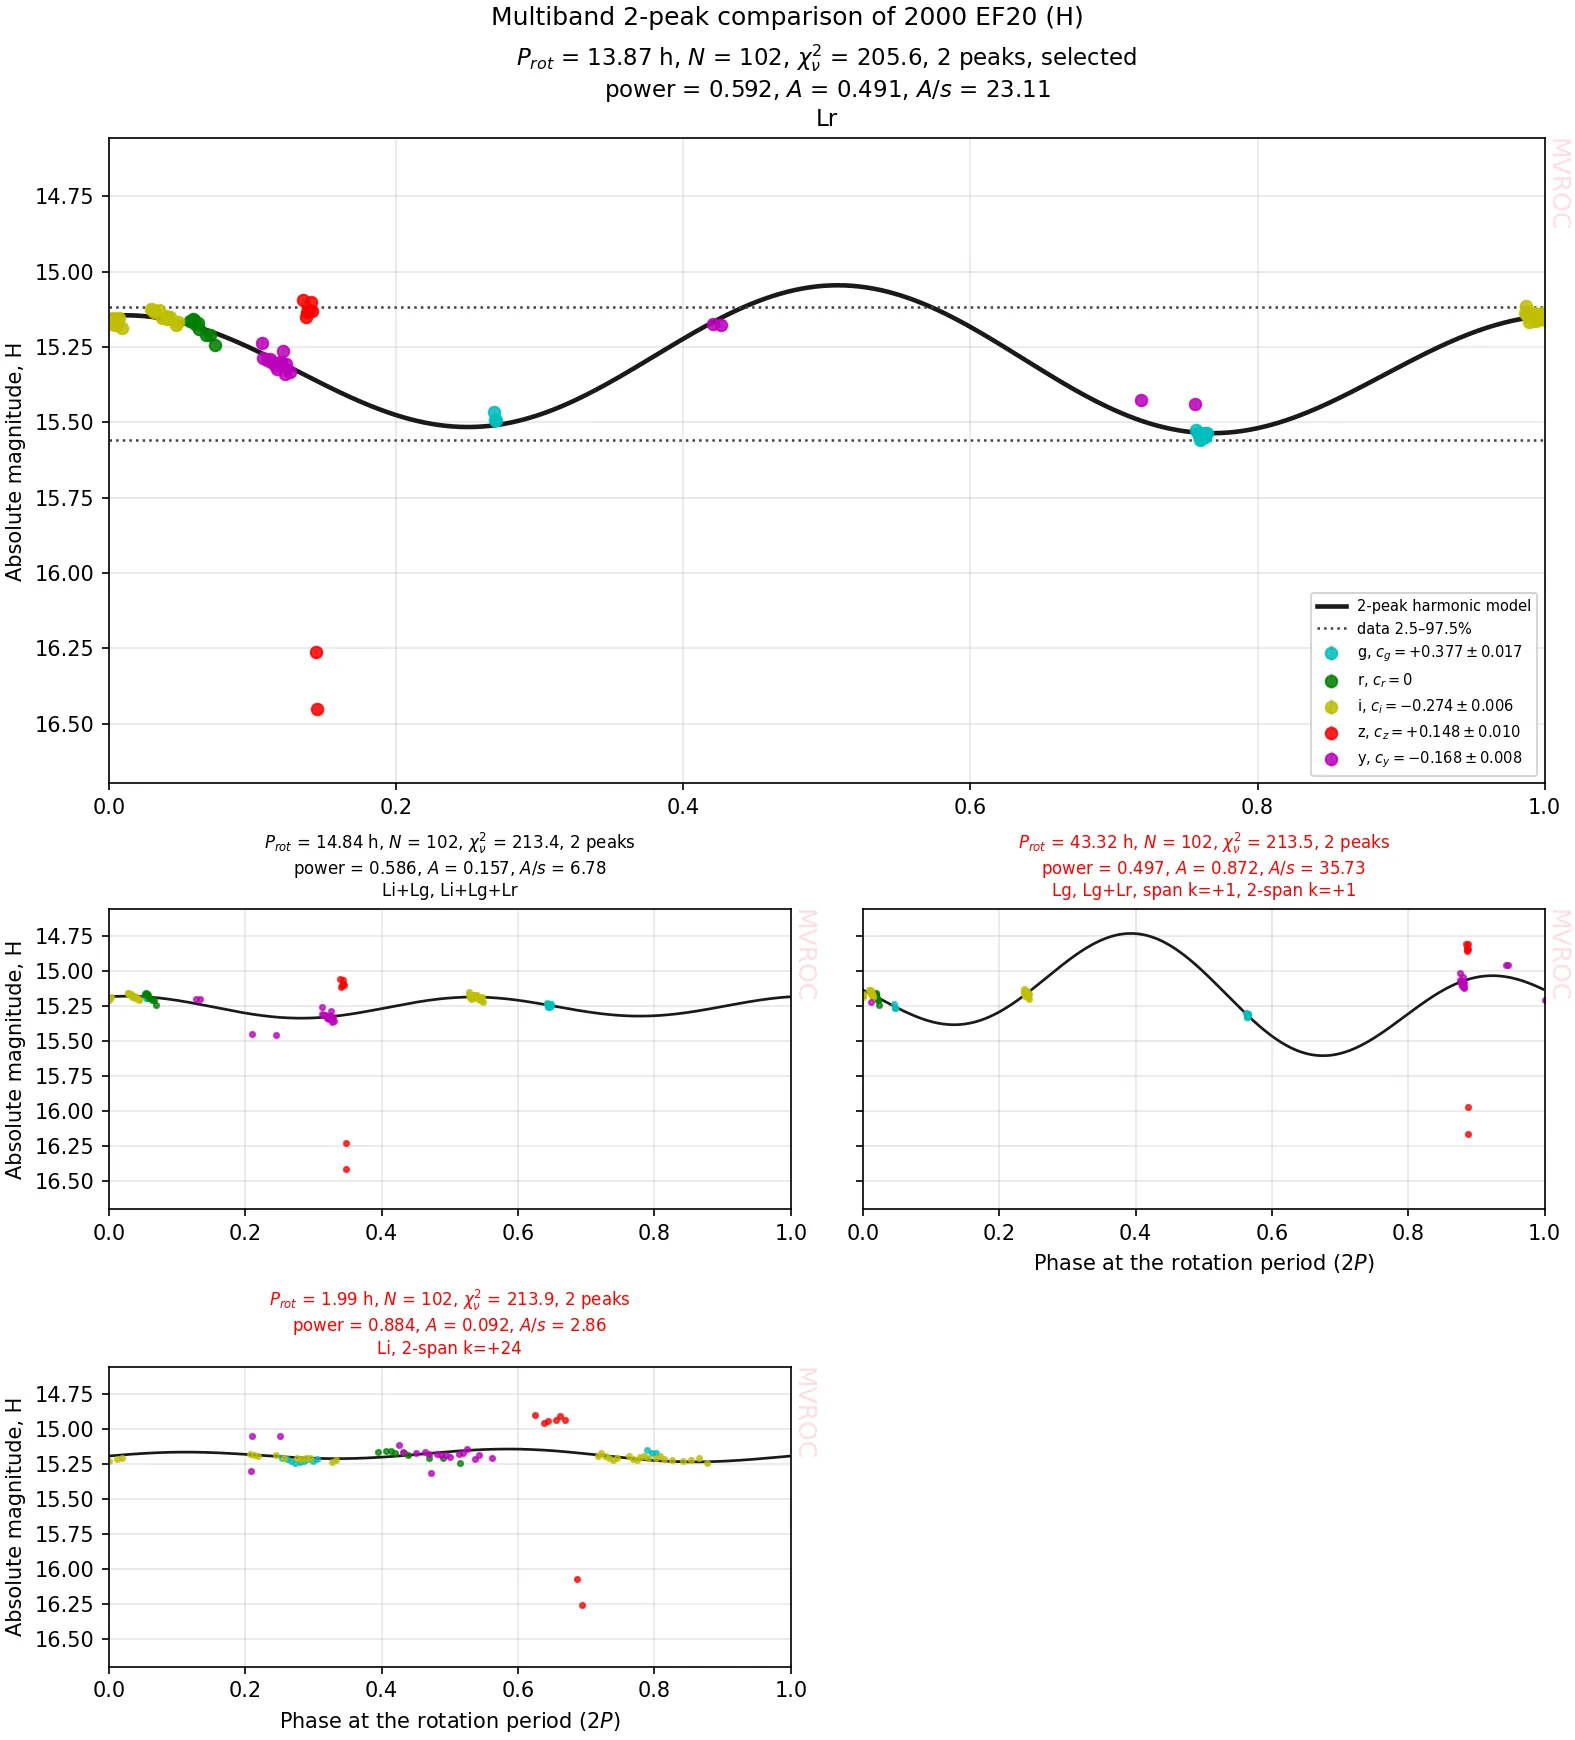 Multiband 2-peak comparison of 2000 EF20 (H)
P_rot = 13.87 h, N = 102, χ²_ν = 205.6, 2 peaks, selected
power = 0.592, A = 0.491, A/s = 23.11
Lr
MVROC
Absolute magnitude, H
14.75
15.00
15.25
15.50
15.75
16.00
16.25
16.50
2-peak harmonic model
data 2.5–97.5%
g, c_g = +0.377 ± 0.017
r, c_r = 0
i, c_i = −0.274 ± 0.006
z, c_z = +0.148 ± 0.010
y, c_y = −0.168 ± 0.008
0.0 0.2 0.4 0.6 0.8 1.0
P_rot = 14.84 h, N = 102, χ²_ν = 213.4, 2 peaks
power = 0.586, A = 0.157, A/s = 6.78
Li+Lg, Li+Lg+Lr
MVROC
Absolute magnitude, H
14.75
15.00
15.25
15.50
15.75
16.00
16.25
16.50
0.0 0.2 0.4 0.6 0.8 1.0
P_rot = 43.32 h, N = 102, χ²_ν = 213.5, 2 peaks
power = 0.497, A = 0.872, A/s = 35.73
Lg, Lg+Lr, span k=+1, 2-span k=+1
MVROC
0.0 0.2 0.4 0.6 0.8 1.0
Phase at the rotation period (2P)
P_rot = 1.99 h, N = 102, χ²_ν = 213.9, 2 peaks
power = 0.884, A = 0.092, A/s = 2.86
Li, 2-span k=+24
MVROC
Absolute magnitude, H
14.75
15.00
15.25
15.50
15.75
16.00
16.25
16.50
0.0 0.2 0.4 0.6 0.8 1.0
Phase at the rotation period (2P)